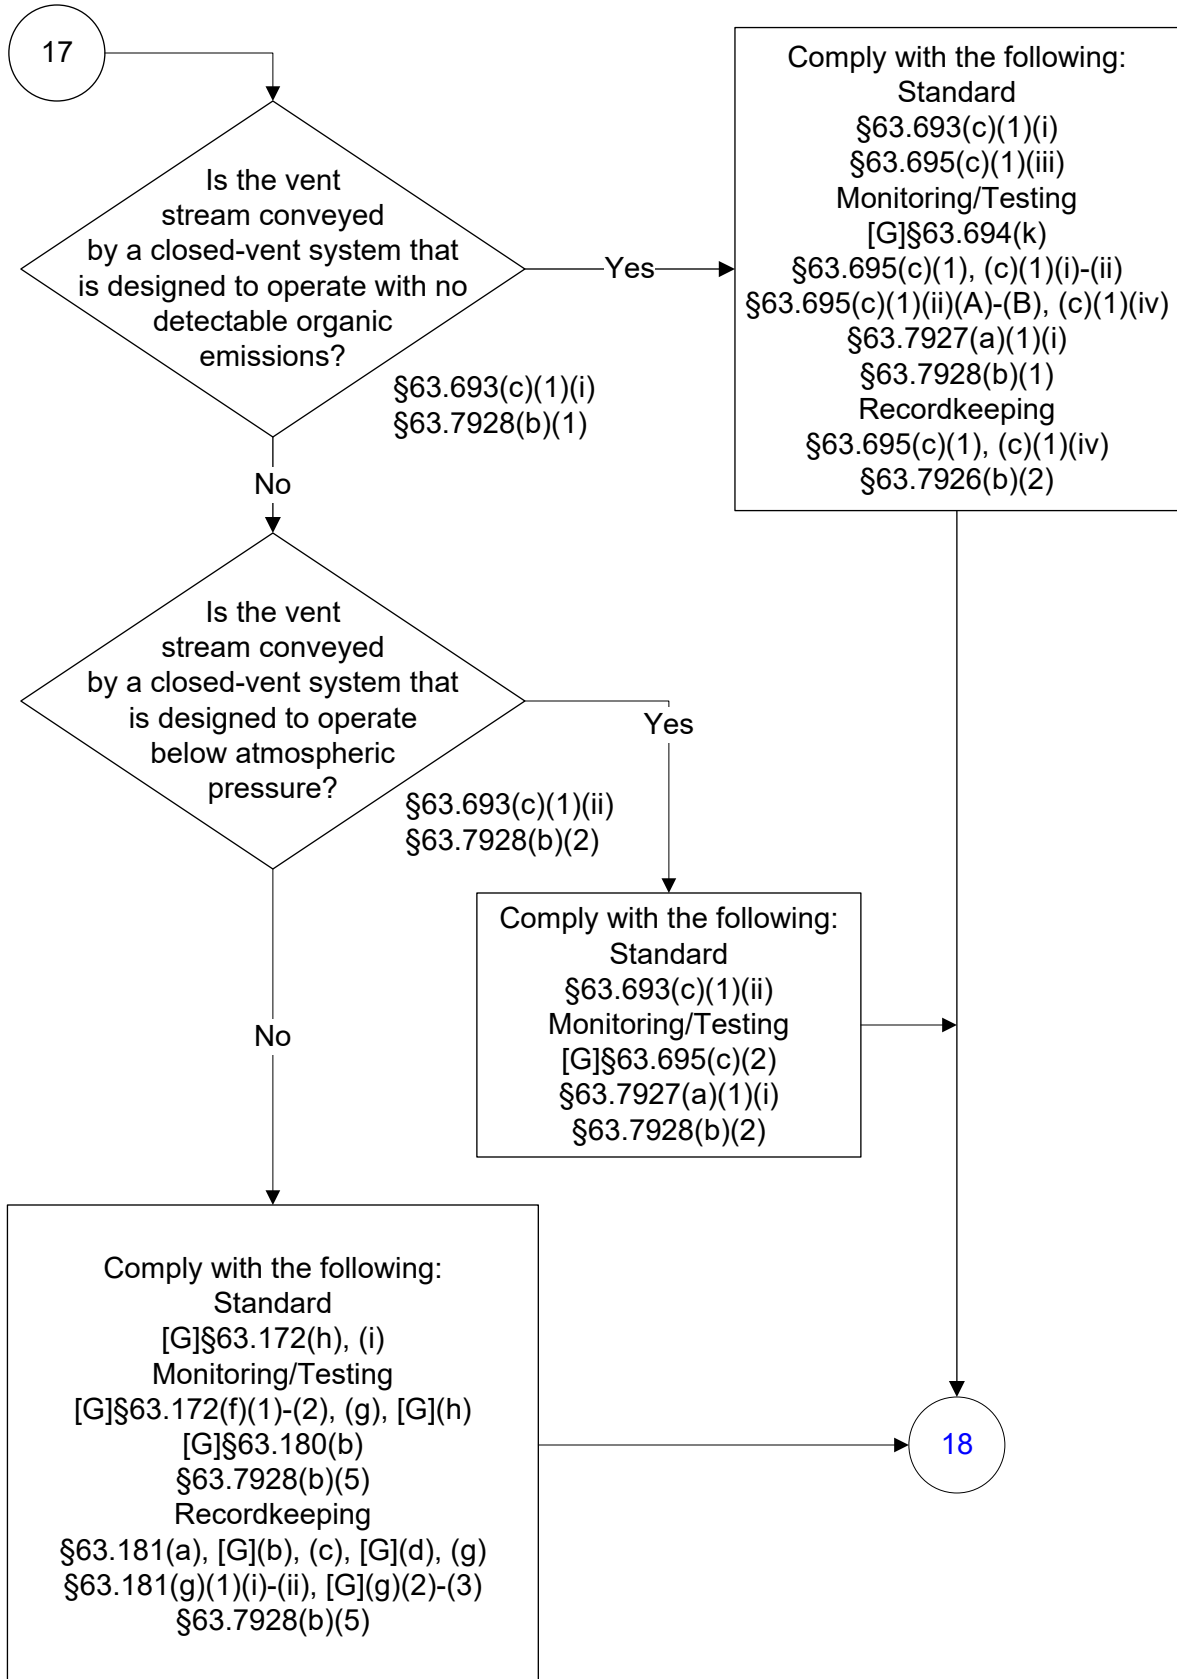 17
Is the vent
stream conveyed
by a closed-vent system that
is designed to operate with no
detectable organic
emissions?
§63.693(c)(1)(i)
§63.7928(b)(1)
Yes
Comply with the following:
Standard
§63.693(c)(1)(i)
§63.695(c)(1)(iii)
Monitoring/Testing
[G]§63.694(k)
§63.695(c)(1), (c)(1)(i)-(ii)
§63.695(c)(1)(ii)(A)-(B), (c)(1)(iv)
§63.7927(a)(1)(i)
§63.7928(b)(1)
Recordkeeping
§63.695(c)(1), (c)(1)(iv)
§63.7926(b)(2)
No
Is the vent
stream conveyed
by a closed-vent system that
is designed to operate
below atmospheric
pressure?
§63.693(c)(1)(ii)
§63.7928(b)(2)
Yes
Comply with the following:
Standard
§63.693(c)(1)(ii)
Monitoring/Testing
[G]§63.695(c)(2)
§63.7927(a)(1)(i)
§63.7928(b)(2)
No
Comply with the following:
Standard
[G]§63.172(h), (i)
Monitoring/Testing
[G]§63.172(f)(1)-(2), (g), [G](h)
[G]§63.180(b)
§63.7928(b)(5)
Recordkeeping
§63.181(a), [G](b), (c), [G](d), (g)
§63.181(g)(1)(i)-(ii), [G](g)(2)-(3)
§63.7928(b)(5)
18